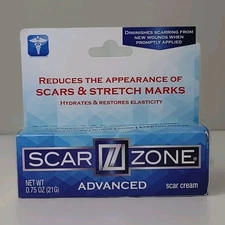 DIMINISHES SCARRING FROM
NEW WOUNDS WHEN
PROMPTLY APPLIED
REDUCES THE APPEARANCE OF
SCARS & STRETCH MARKS
HYDRATES & RESTORES ELASTICITY
SCAR ZONE®
ADVANCED
NET WT
0.75 OZ (21G)
scar cream